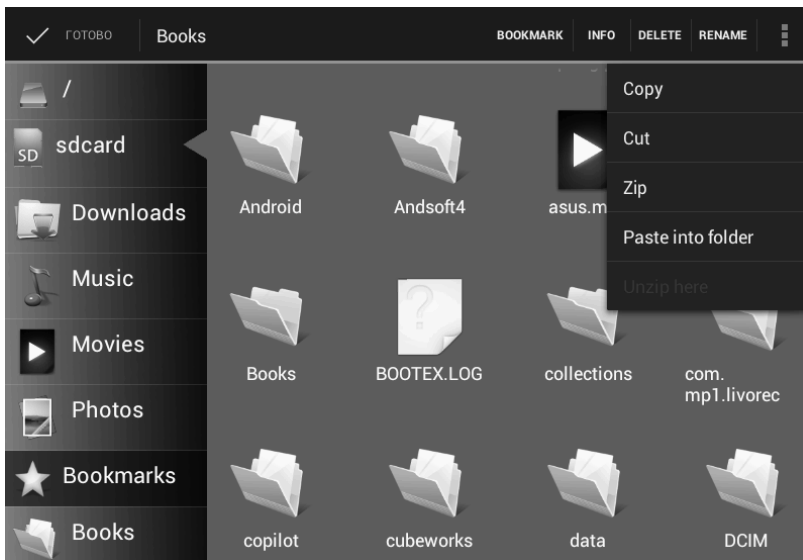 ГОТОВО
Books
BOOKMARK
INFO
DELETE
RENAME
/
SD
sdcard
Downloads
Music
Movies
Photos
Bookmarks
Books
Copy
Cut
Zip
Paste into folder
Unzip here
Android
Andsoft4
asus.m
Books
BOOTEX.LOG
collections
com.
mp1.livorec
copilot
cubeworks
data
DCIM